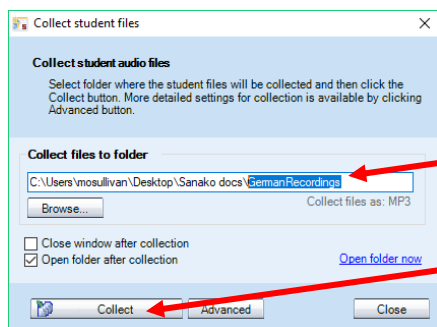 Collect student files
Collect student audio files
Select folder where the student files will be collected and then click the
Collect button. More detailed settings for collection is available by clicking
Advanced button.
Collect files to folder
C:\Users\mosullivan\Desktop\Sanako docs\GermanRecordings
Browse...
Collect files as: MP3
Close window after collection
Open folder after collection
Open folder now
Collect
Advanced
Close